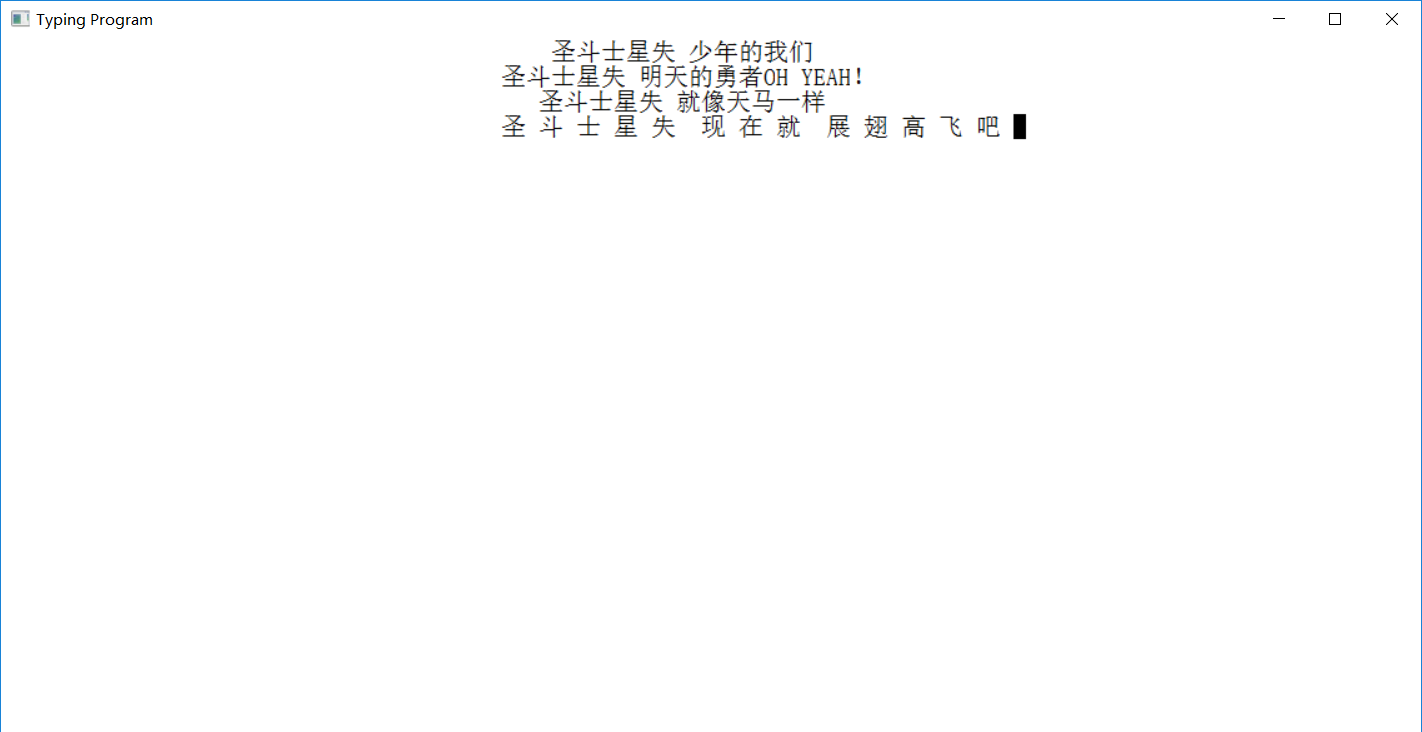 Typing Program
圣斗士星失 少年的我们
圣斗士星失 明天的勇者OH YEAH!
圣斗士星失 就像天马一样
圣 斗 士 星 失 现 在 就 展 翅 高 飞 吧